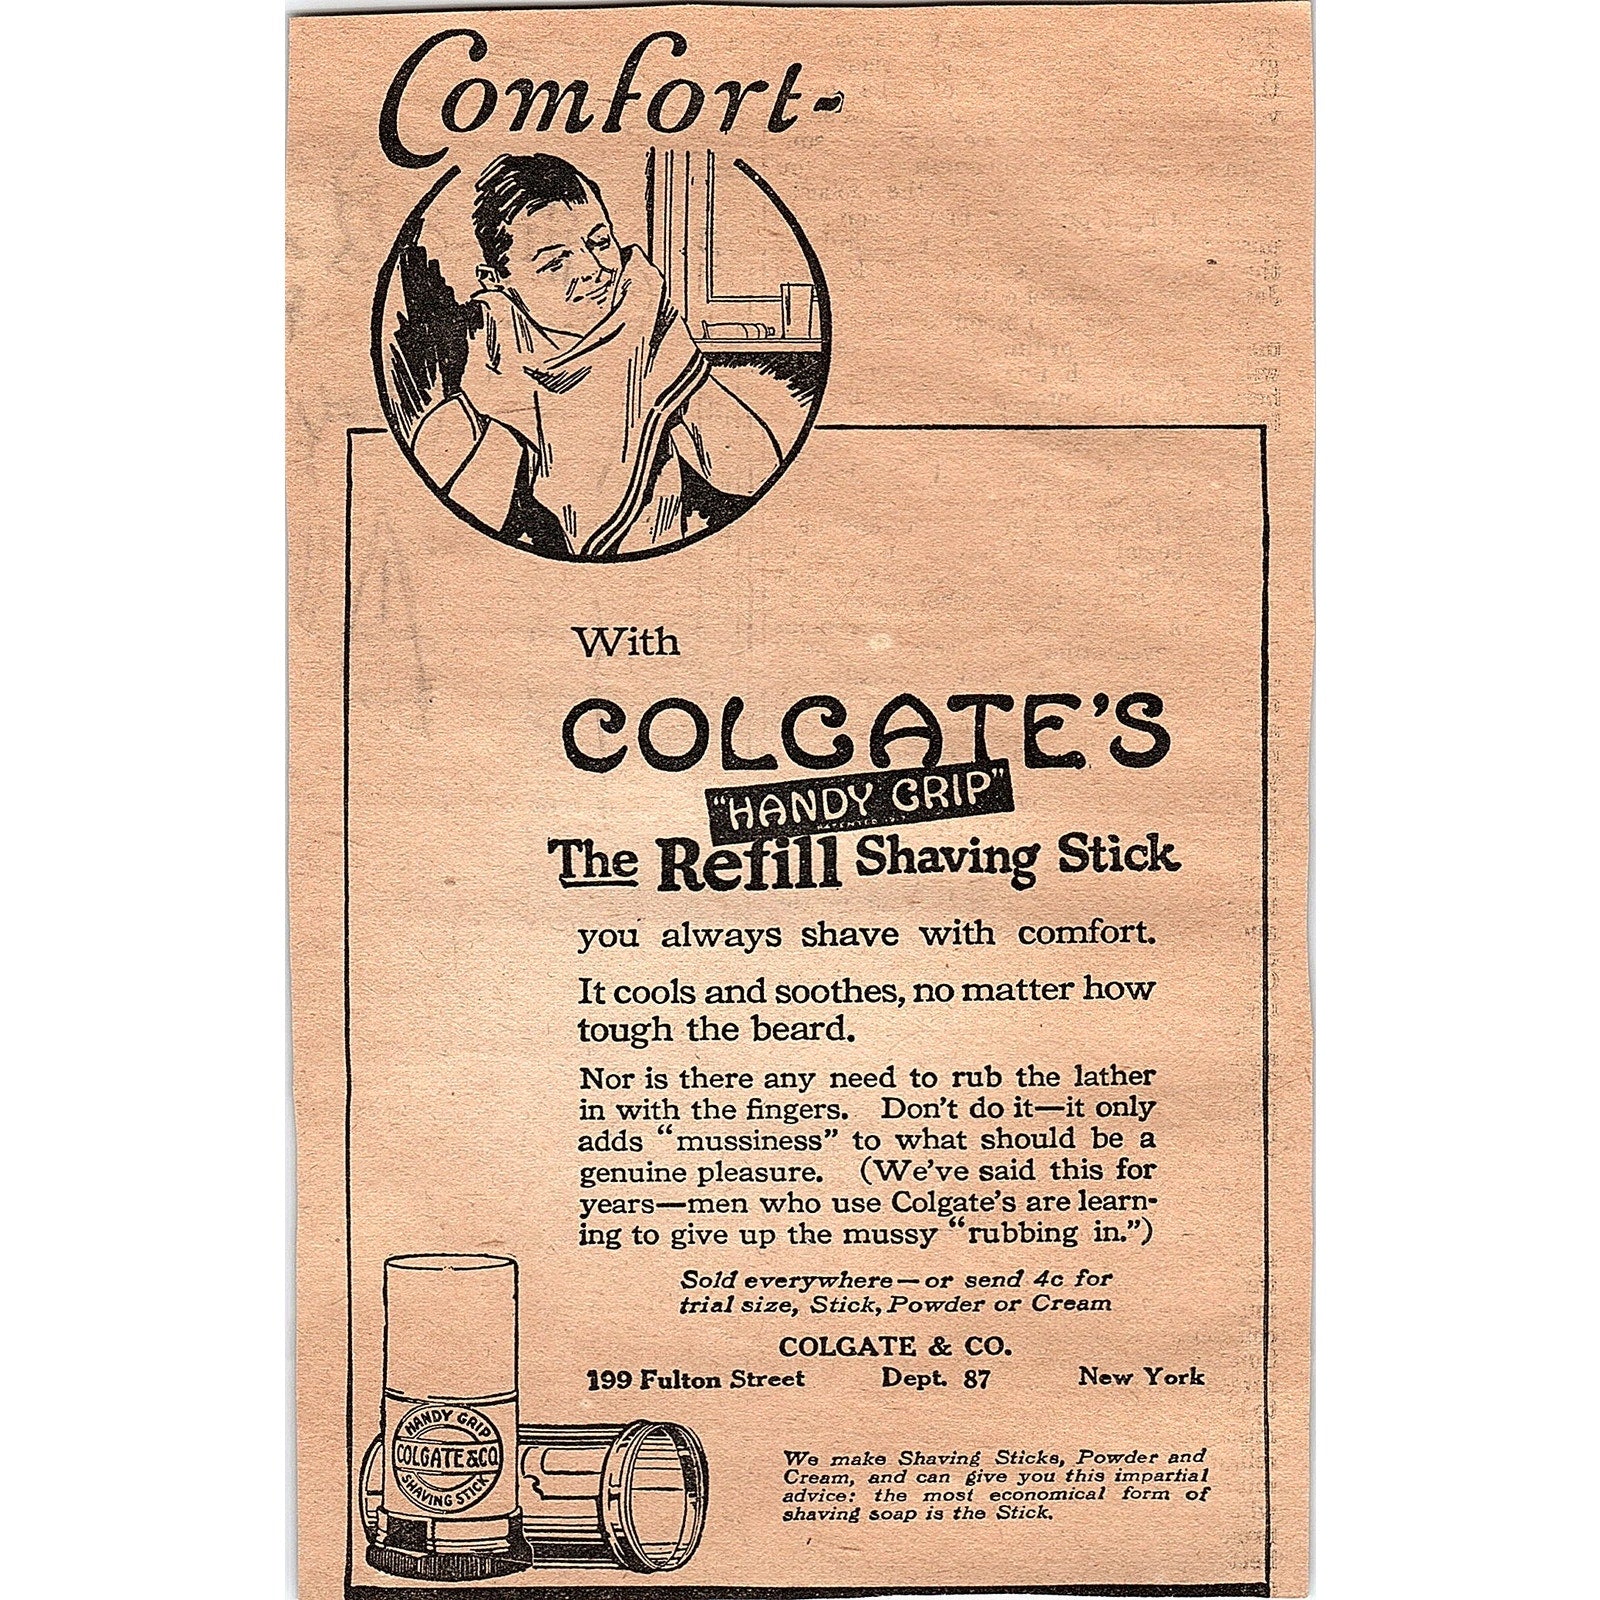 Comfort-
With
COLGATE'S
"HANDY GRIP"
The Refill Shaving Stick
you always shave with comfort.
It cools and soothes, no matter how
tough the beard.
Nor is there any need to rub the lather
in with the fingers. Don't do it—it only
adds "mussiness" to what should be a
genuine pleasure. (We've said this for
years—men who use Colgate's are learn-
ing to give up the mussy "rubbing in.")
Sold everywhere—or send 4c for
trial size, Stick, Powder or Cream
COLGATE & CO.
199 Fulton Street Dept. 87 New York
HANDY GRIP
COLGATE & CO
SHAVING STICK
We make Shaving Sticks, Powder and
Cream, and can give you this impartial
advice: the most economical form of
shaving soap is the Stick.